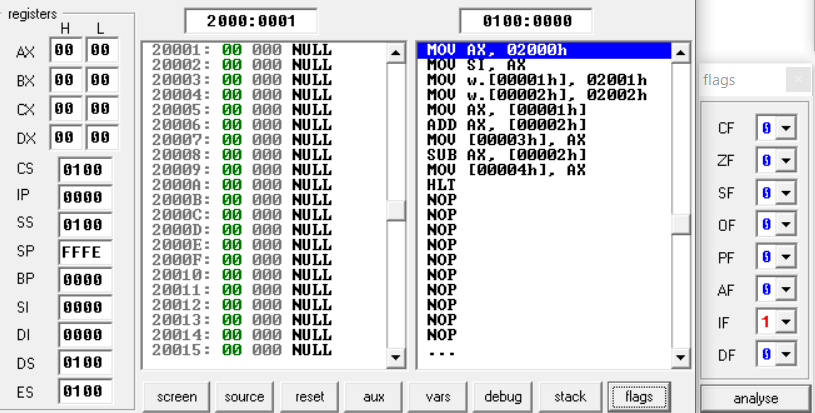 registers
H L
AX 00 00
BX 00 00
CX 00 00
DX 00 00
CS 0100
IP 0000
SS 0100
SP FFFE
BP 0000
SI 0000
DI 0000
DS 0100
ES 0100
2000:0001
20001: 00 000 NULL
20002: 00 000 NULL
20003: 00 000 NULL
20004: 00 000 NULL
20005: 00 000 NULL
20006: 00 000 NULL
20007: 00 000 NULL
20008: 00 000 NULL
20009: 00 000 NULL
2000A: 00 000 NULL
2000B: 00 000 NULL
2000C: 00 000 NULL
2000D: 00 000 NULL
2000E: 00 000 NULL
2000F: 00 000 NULL
20010: 00 000 NULL
20011: 00 000 NULL
20012: 00 000 NULL
20013: 00 000 NULL
20014: 00 000 NULL
20015: 00 000 NULL
0100:0000
MOV AX, 02000h
MOV SI, AX
MOV w.[00001h], 02001h
MOV w.[00002h], 02002h
MOV AX, [00001h]
ADD AX, [00002h]
MOV [00003h], AX
SUB AX, [00002h]
MOV [00004h], AX
HLT
NOP
NOP
NOP
NOP
NOP
NOP
NOP
NOP
NOP
NOP
...
screen source reset aux vars debug stack flags
flags
CF 0
ZF 0
SF 0
OF 0
PF 0
AF 0
IF 1
DF 0
analyse